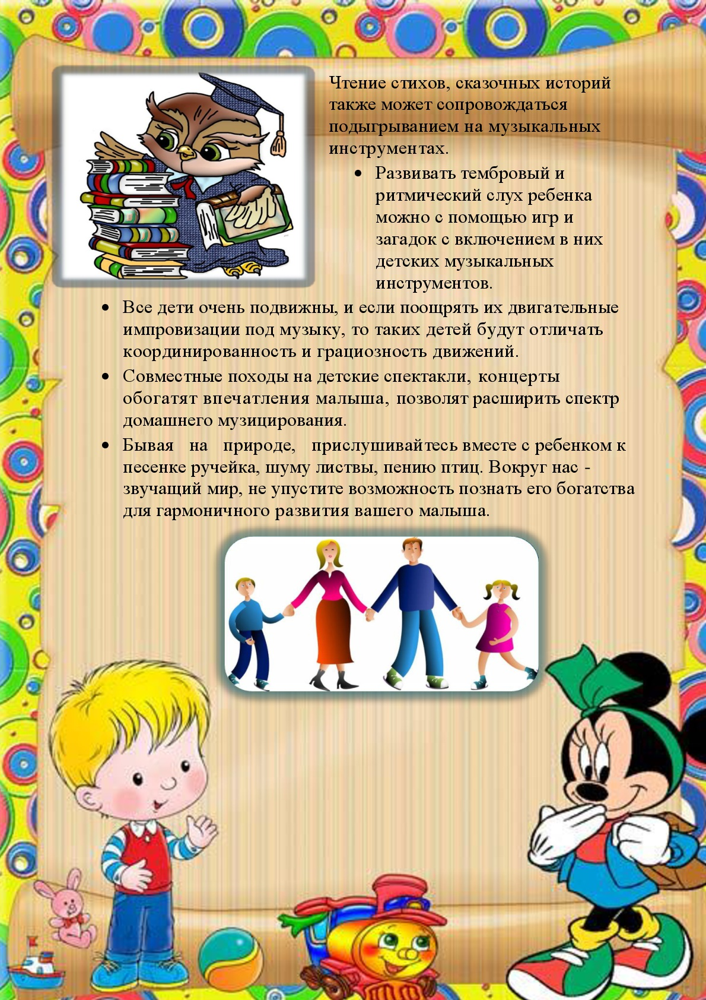 Чтение стихов, сказочных историй
также может сопровождаться
подыгрыванием на музыкальных
инструментах.
• Развивать тембровый и
ритмический слух ребенка
можно с помощью игр и
загадок с включением в них
детских музыкальных
инструментов.
• Все дети очень подвижны, и если поощрять их двигательные
импровизации под музыку, то таких детей будут отличать
координированность и грациозность движений.
• Совместные походы на детские спектакли, концерты
обогатят впечатления малыша, позволят расширить спектр
домашнего музицирования.
• Бывая на природе, прислушивайтесь вместе с ребенком к
песенке ручейка, шуму листвы, пению птиц. Вокруг нас -
звучащий мир, не упустите возможность познать его богатства
для гармоничного развития вашего малыша.